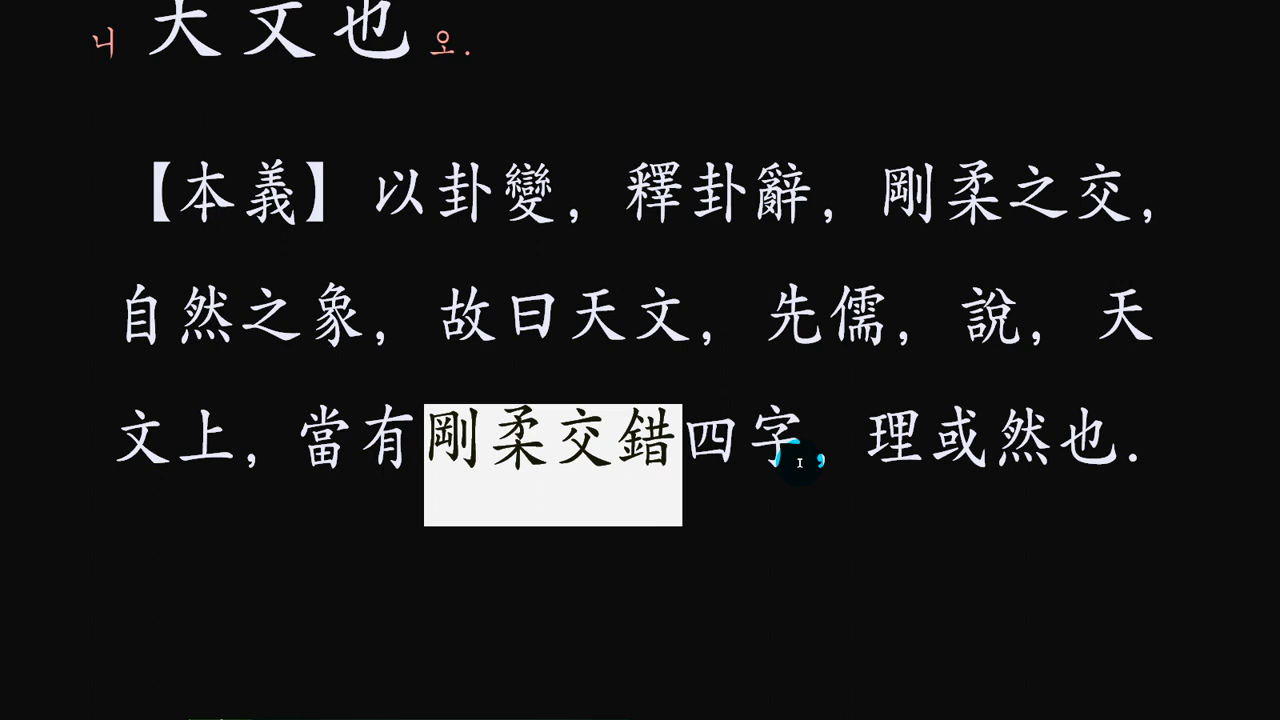 니 天文也 오.
【本義】以卦變, 釋卦辭, 剛柔之交,
自然之象, 故曰天文, 先儒, 說, 天
文上, 當有剛柔交錯四字, 理或然也.